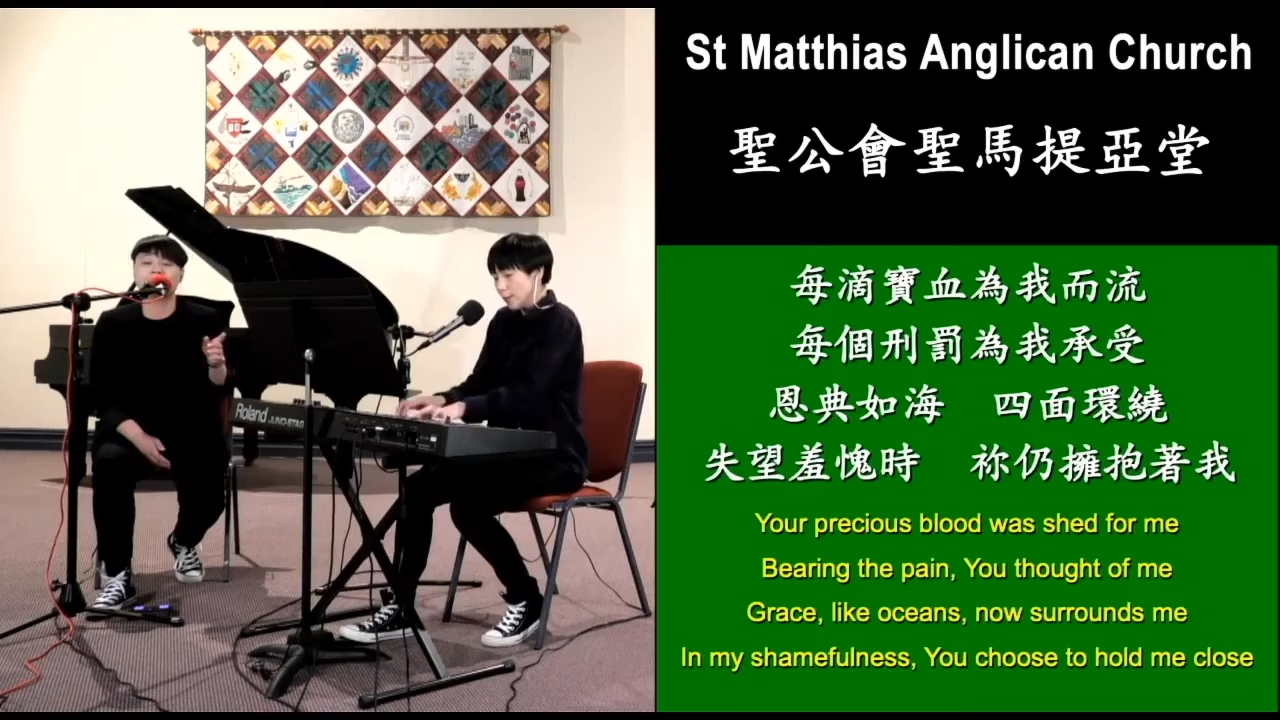 St Matthias Anglican Church
聖公會聖馬提亞堂
每滴寶血為我而流
每個刑罰為我承受
恩典如海 四面環繞
失望羞愧時 祢仍擁抱著我
Your precious blood was shed for me
Bearing the pain, You thought of me
Grace, like oceans, now surrounds me
In my shamefulness, You choose to hold me close
Roland JUNO-STAGE